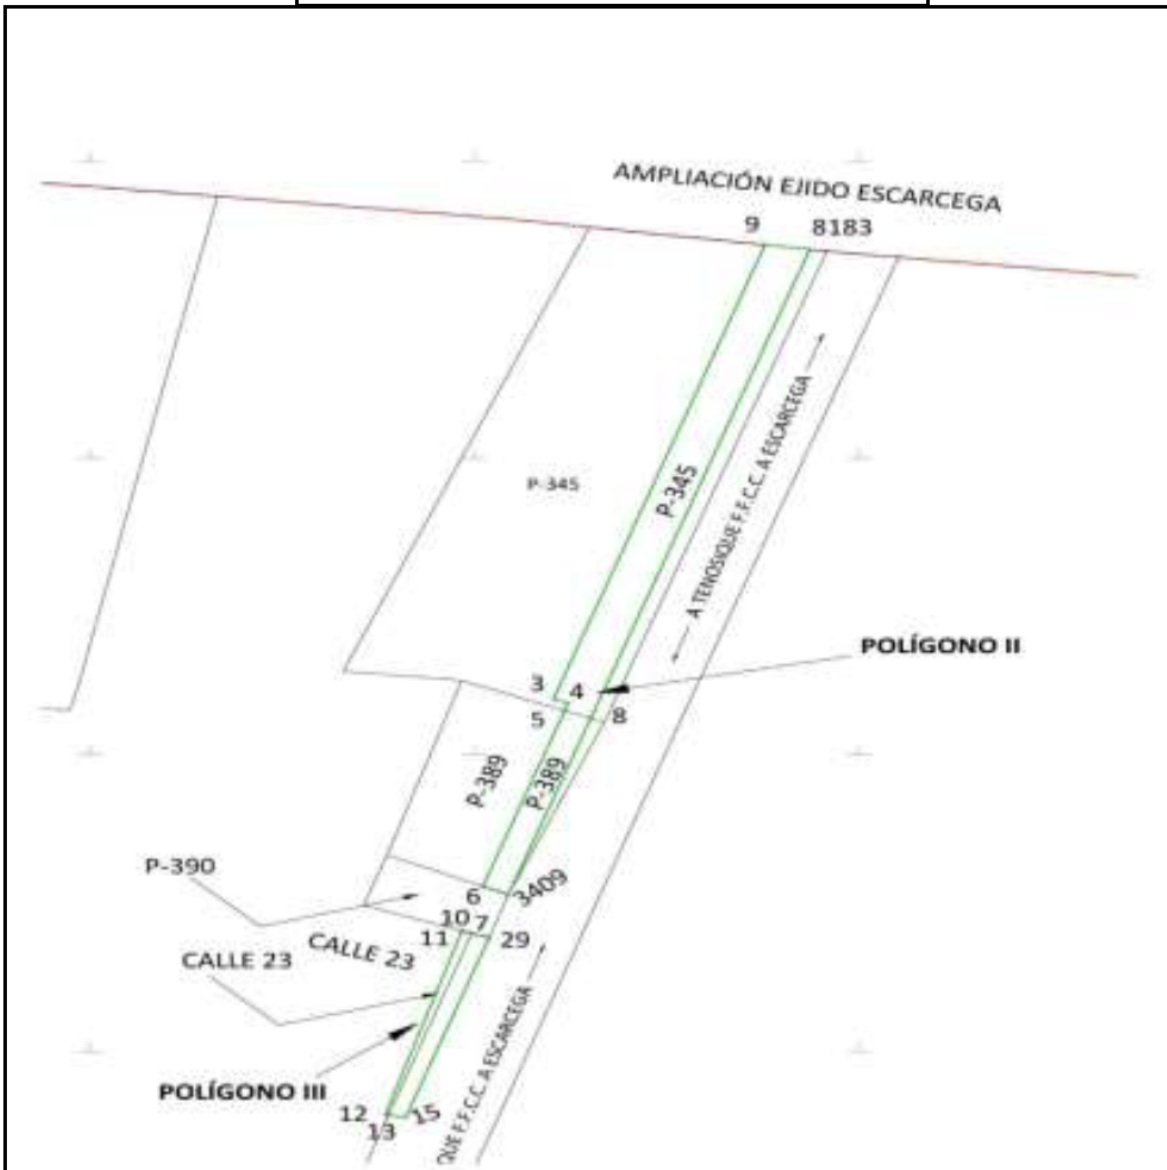 AMPLIACIÓN EJIDO ESCARCEGA
9
8183
P-345
P-345
A TENOSIQUE F.F.C.C. A ESCARCEGA
POLÍGONO II
3
4
5
8
P-389
P-389
P-390
6
3409
10
7
11
29
CALLE 23
CALLE 23
POLÍGONO III
12
13
15
QUE F.F.C.C. A ESCARCEGA